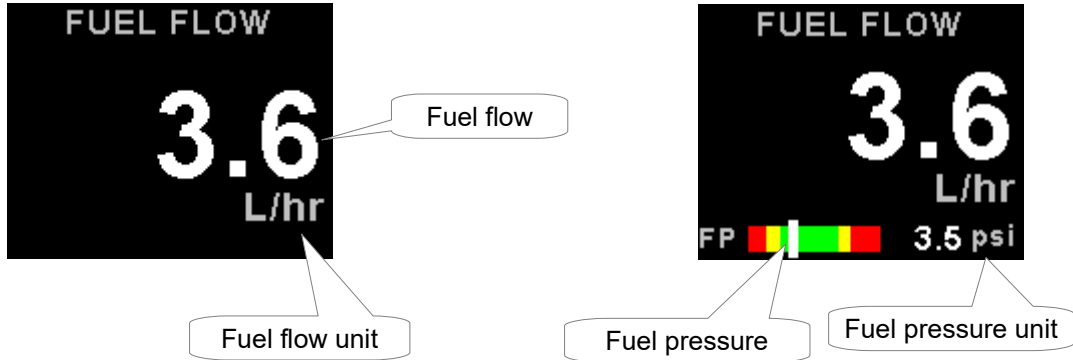 FUEL FLOW
3.6
L/hr
Fuel flow
Fuel flow unit
FUEL FLOW
3.6
L/hr
FP 3.5 psi
Fuel pressure
Fuel pressure unit